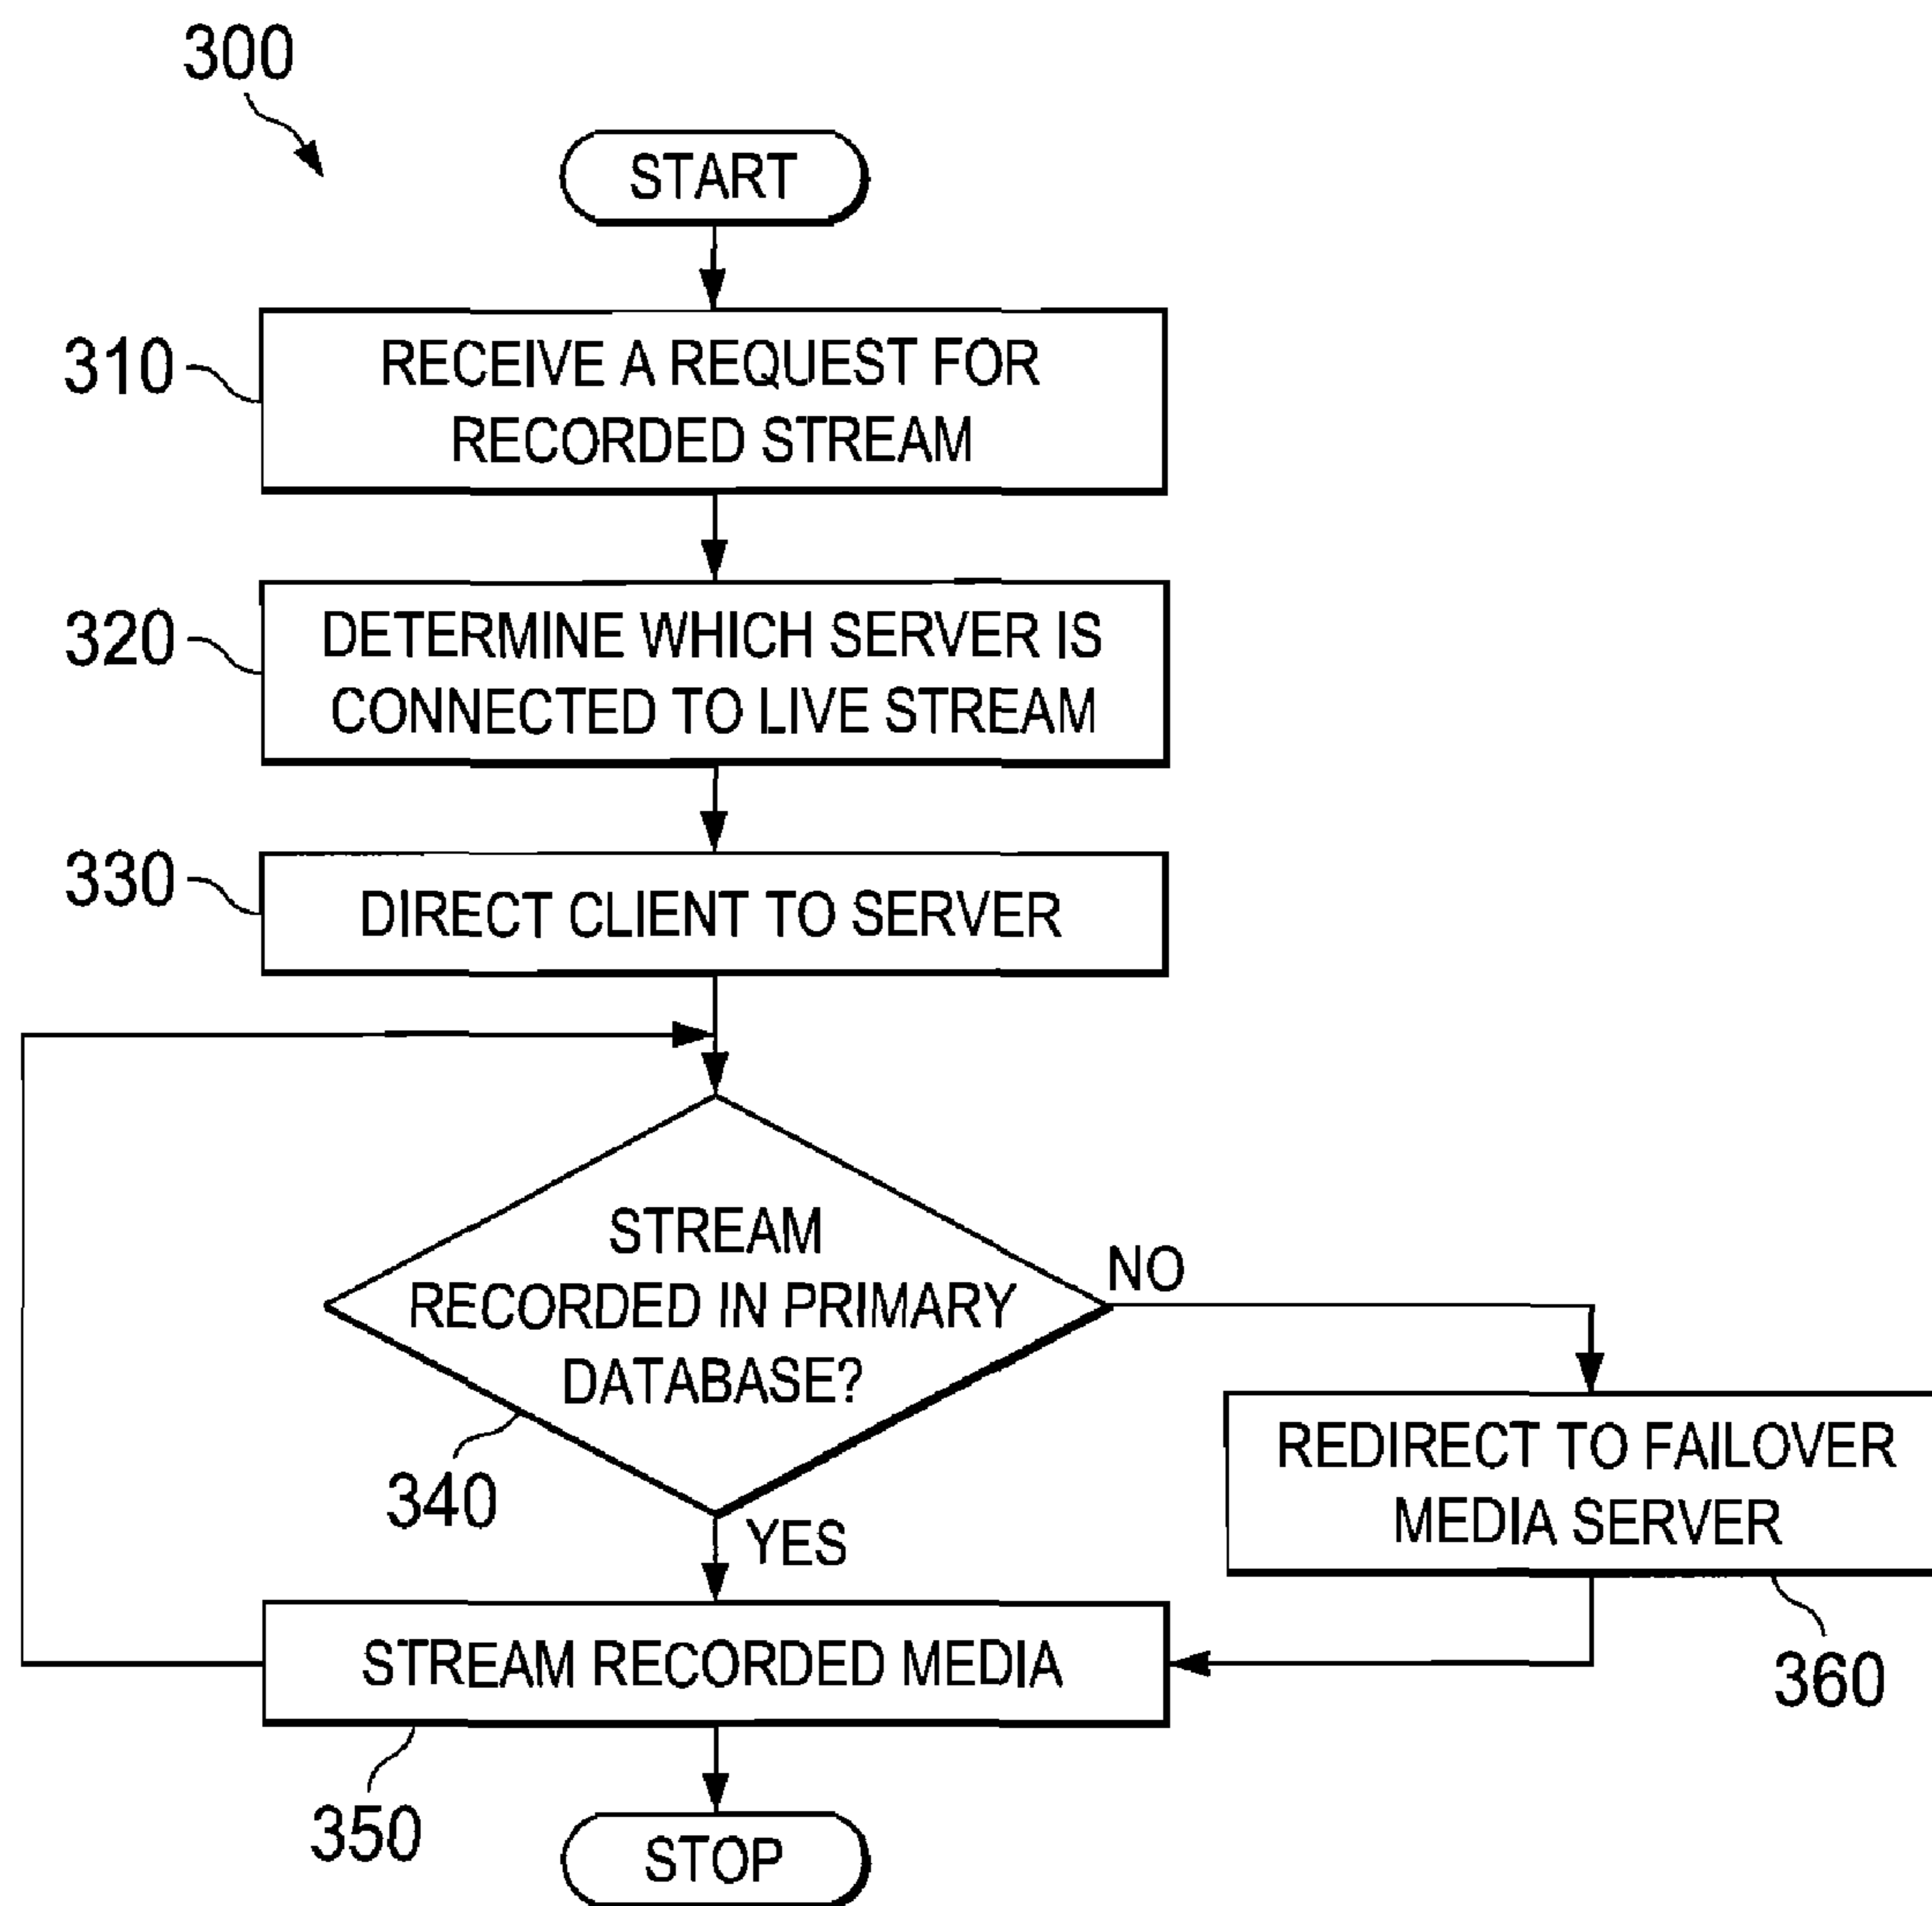 300
START
310
RECEIVE A REQUEST FOR
RECORDED STREAM
320
DETERMINE WHICH SERVER IS
CONNECTED TO LIVE STREAM
330
DIRECT CLIENT TO SERVER
STREAM
RECORDED IN PRIMARY
DATABASE?
NO
340
YES
REDIRECT TO FAILOVER
MEDIA SERVER
360
STREAM RECORDED MEDIA
350
STOP